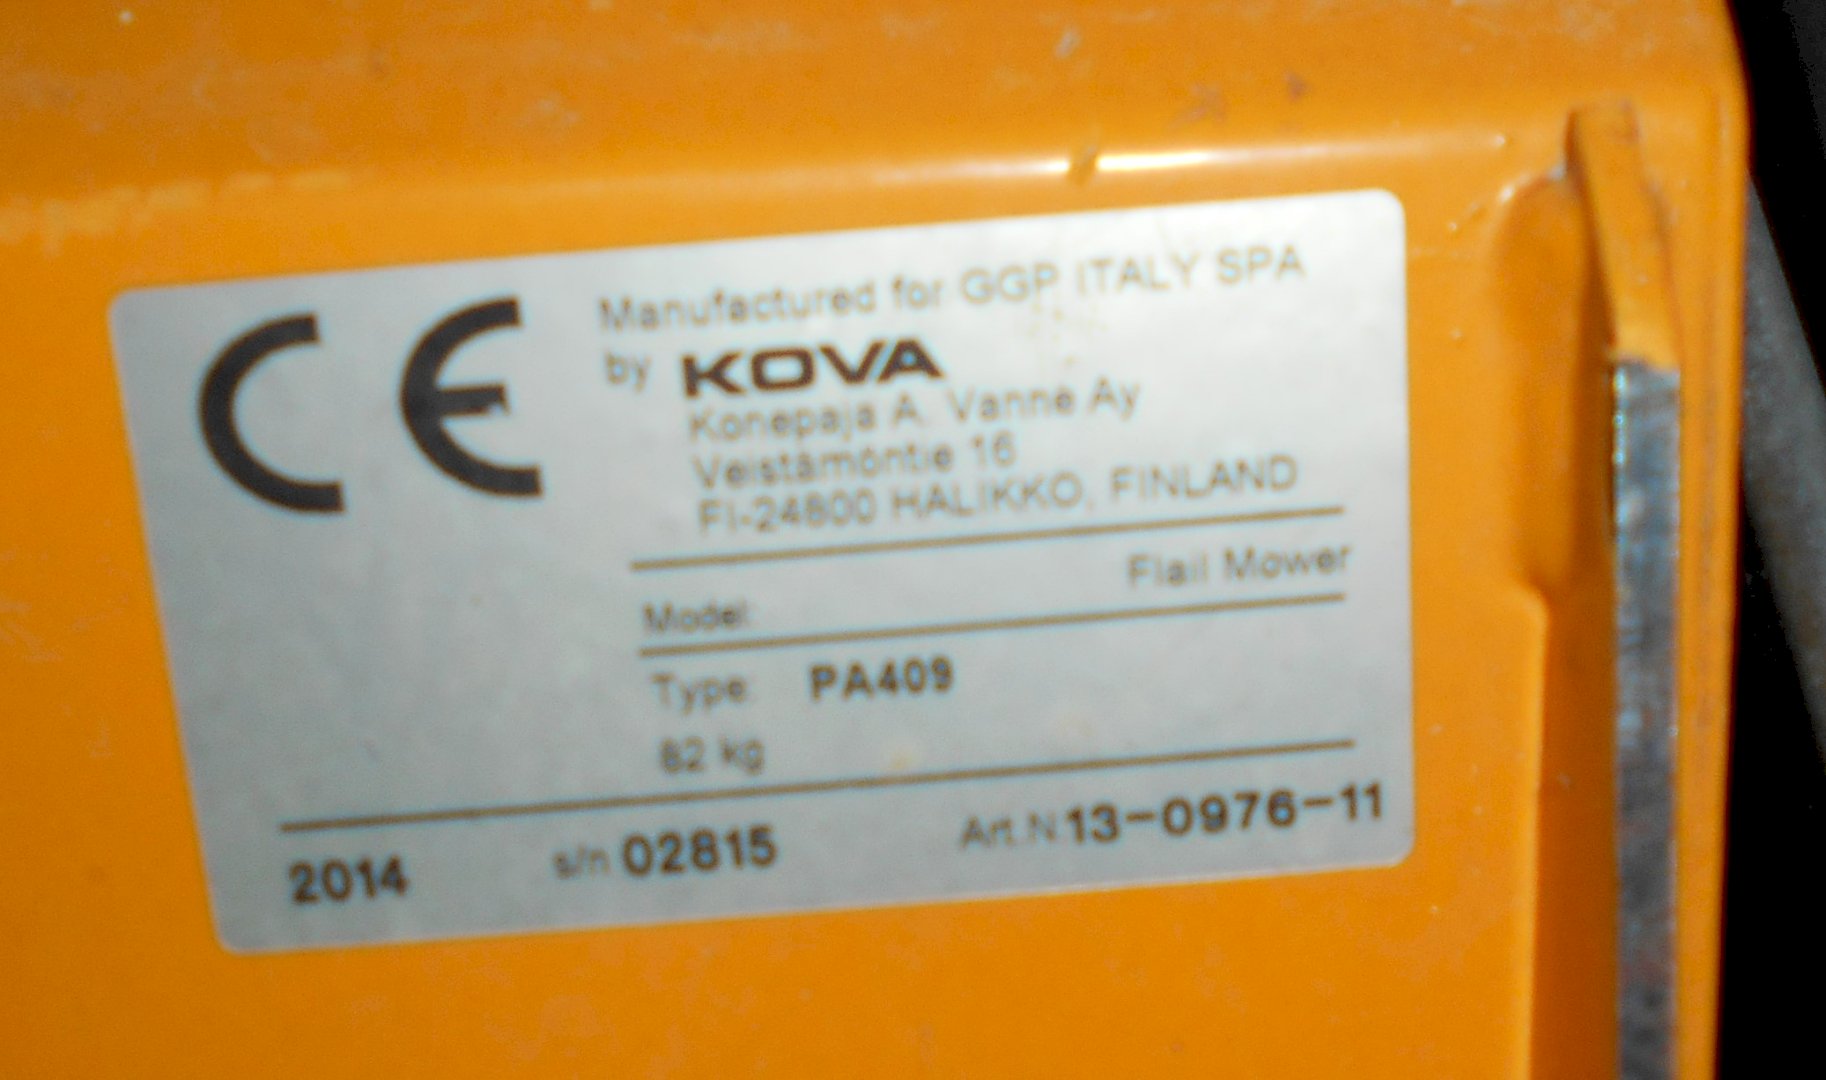 CE
Manufactured for GGP ITALY SPA
by KOVA
Konepaja A. Vanne Ay
Veistämöntie 16
FI-24800 HALIKKO, FINLAND
Flail Mower
Model:
Type: PA409
82 kg
2014 s/n 02815 Art.N 13-0976-11